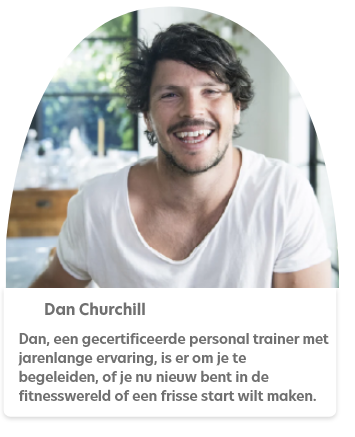 Dan Churchill
Dan, een gecertificeerde personal trainer met
jarenlange ervaring, is er om je te
begeleiden, of je nu nieuw bent in de
fitnesswereld of een frisse start wilt maken.